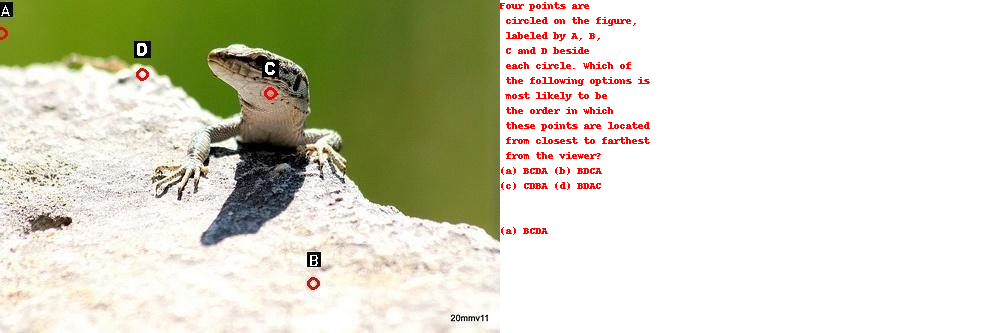 A
D
C
B
20mmv11
Four points are
circled on the figure,
labeled by A, B,
C and D beside
each circle. Which of
the following options is
most likely to be
the order in which
these points are located
from closest to farthest
from the viewer?
(a) BCDA (b) BDCA
(c) CDBA (d) BDAC
(a) BCDA